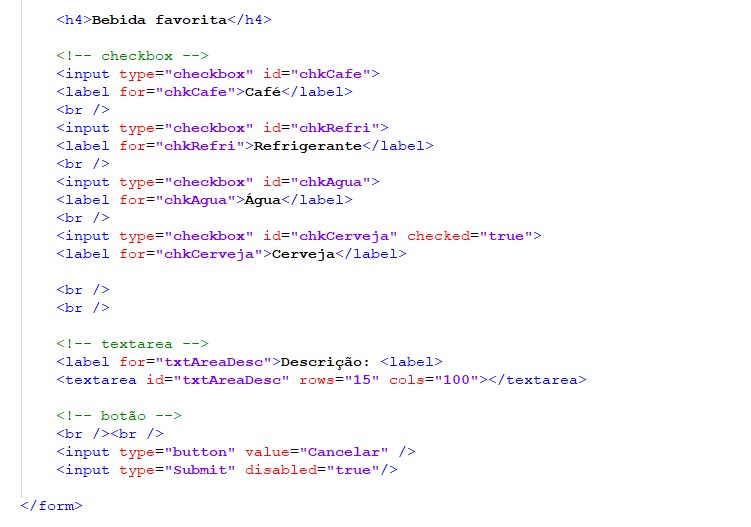 <h4>Bebida favorita</h4>
<!-- checkbox -->
<input type="checkbox" id="chkCafe">
<label for="chkCafe">Café</label>
<br />
<input type="checkbox" id="chkRefri">
<label for="chkRefri">Refrigerante</label>
<br />
<input type="checkbox" id="chkAgua">
<label for="chkAgua">Água</label>
<br />
<input type="checkbox" id="chkCerveja" checked="true">
<label for="chkCerveja">Cerveja</label>
<br />
<br />
<!-- textarea -->
<label for="txtAreaDesc">Descrição: <label>
<textarea id="txtAreaDesc" rows="15" cols="100"></textarea>
<!-- botão -->
<br /><br />
<input type="button" value="Cancelar" />
<input type="Submit" disabled="true"/>
</form>